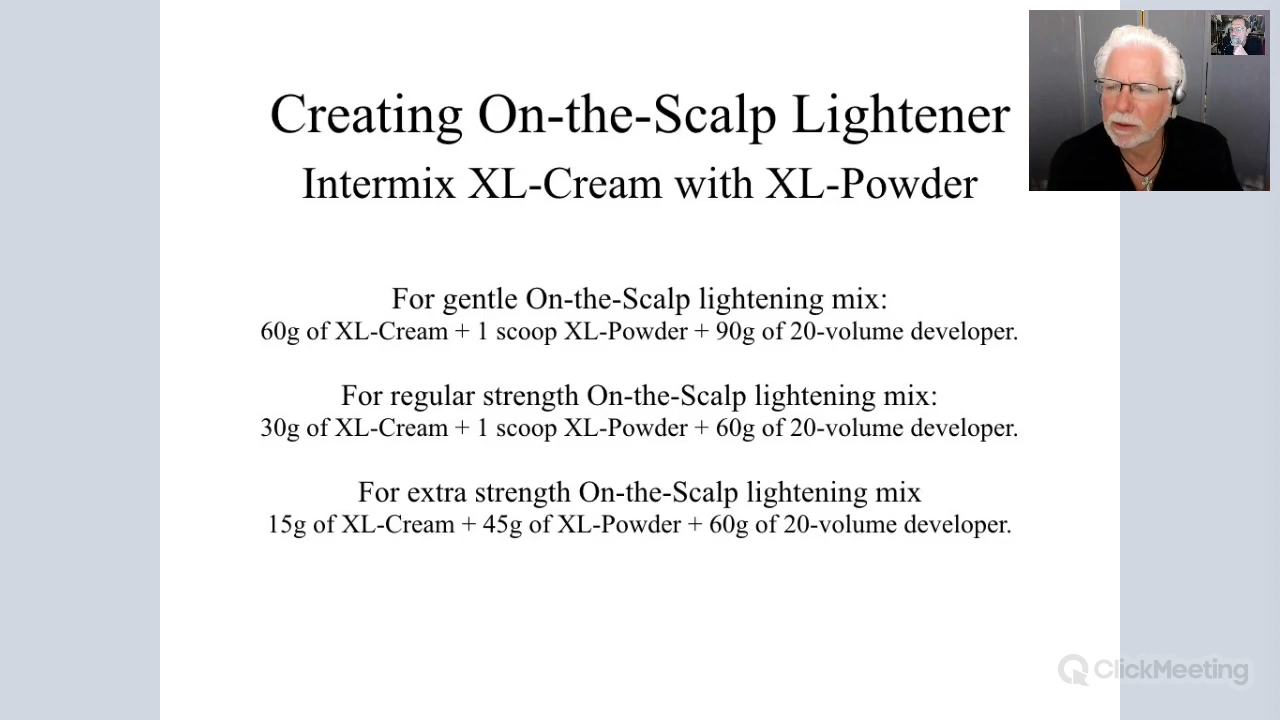 Creating On-the-Scalp Lightener
Intermix XL-Cream with XL-Powder
For gentle On-the-Scalp lightening mix:
60g of XL-Cream + 1 scoop XL-Powder + 90g of 20-volume developer.
For regular strength On-the-Scalp lightening mix:
30g of XL-Cream + 1 scoop XL-Powder + 60g of 20-volume developer.
For extra strength On-the-Scalp lightening mix
15g of XL-Cream + 45g of XL-Powder + 60g of 20-volume developer.
ClickMeeting